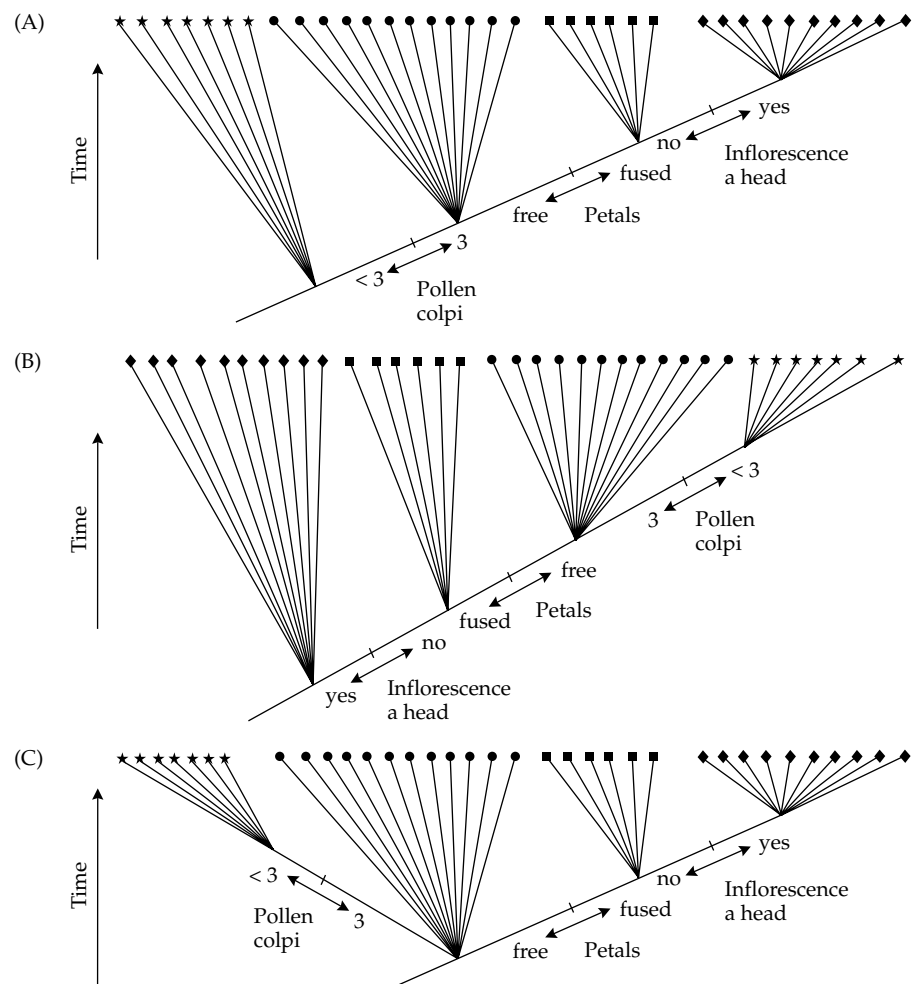 (A)
Time
no
yes
Inflorescence
a head
fused
free
Petals
3
< 3
Pollen
colpi
(B)
Time
< 3
3
Pollen
colpi
free
Petals
fused
no
yes
Inflorescence
a head
(C)
Time
no
yes
Inflorescence
a head
< 3
3
Pollen
colpi
fused
free
Petals